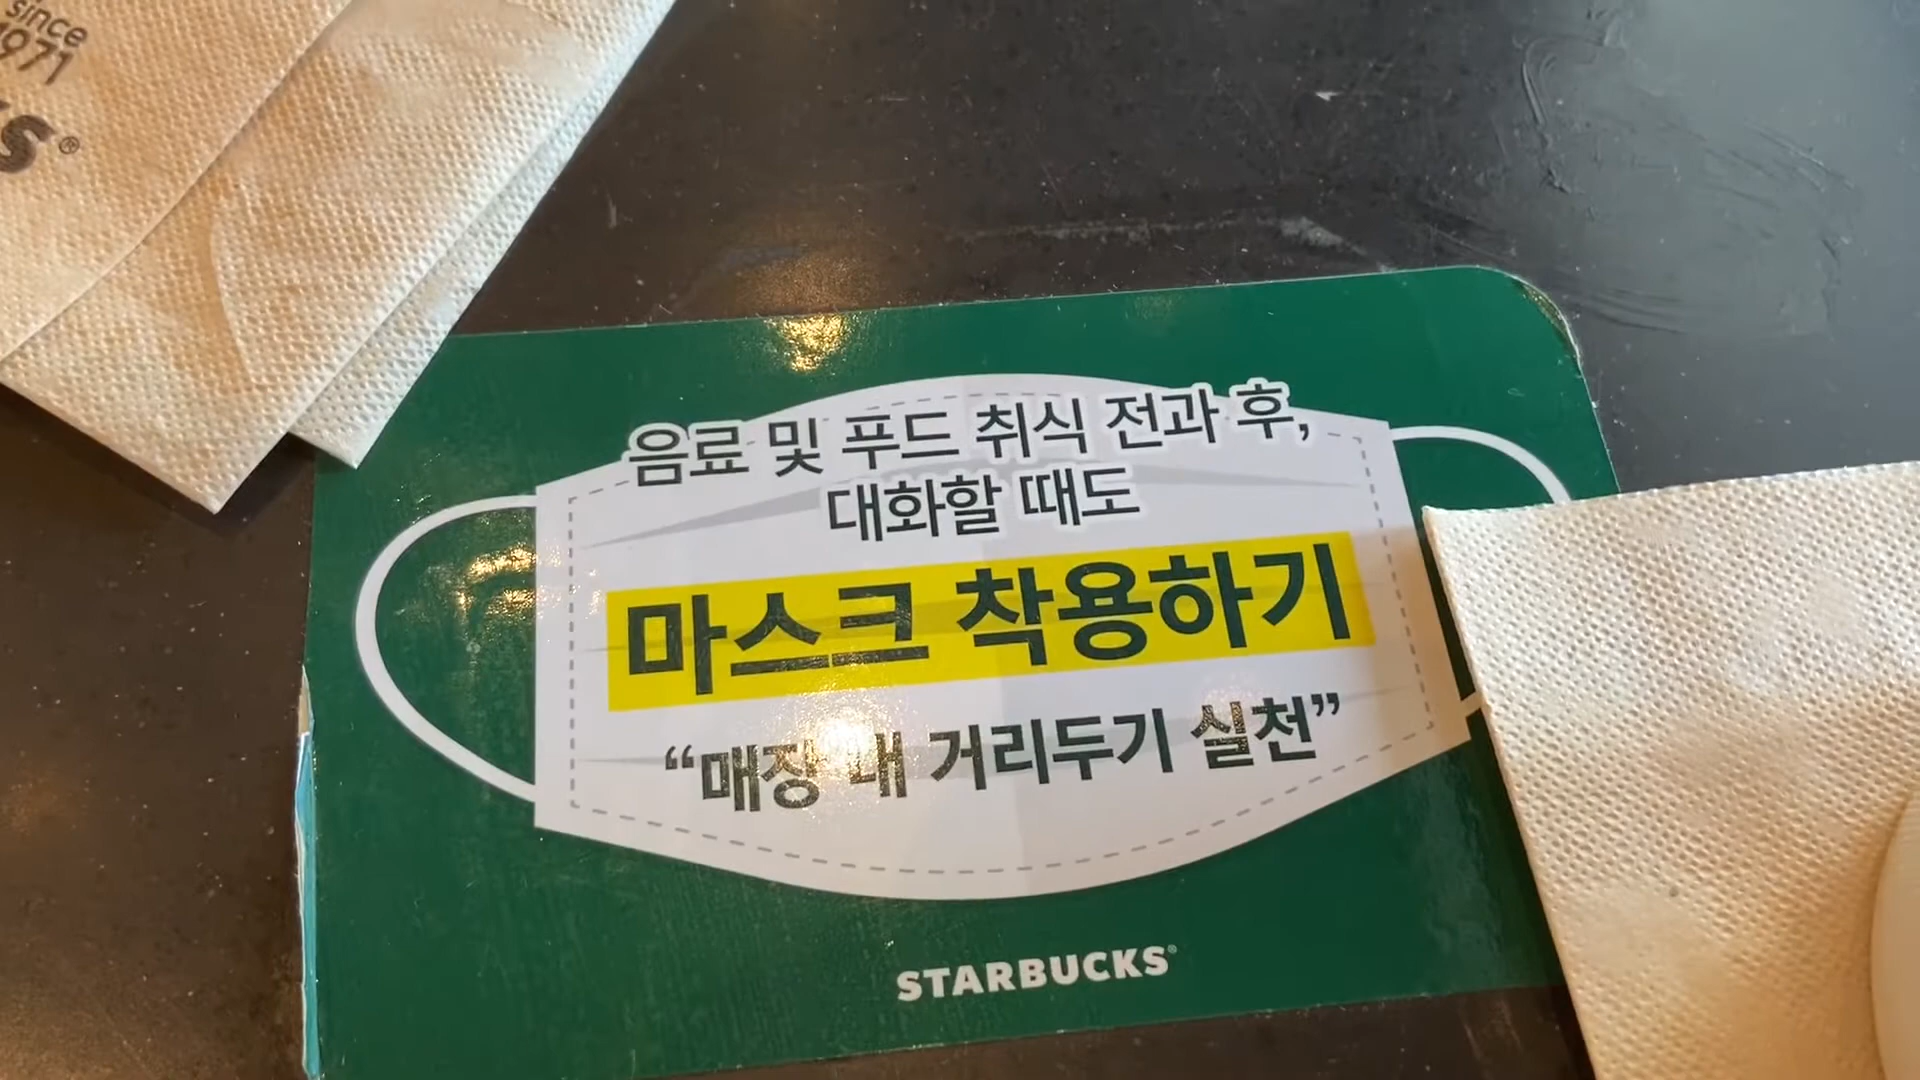 since
1971
s®
음료 및 푸드 취식 전과 후,
대화할 때도
마스크 착용하기
“매장 내 거리두기 실천”
STARBUCKS®